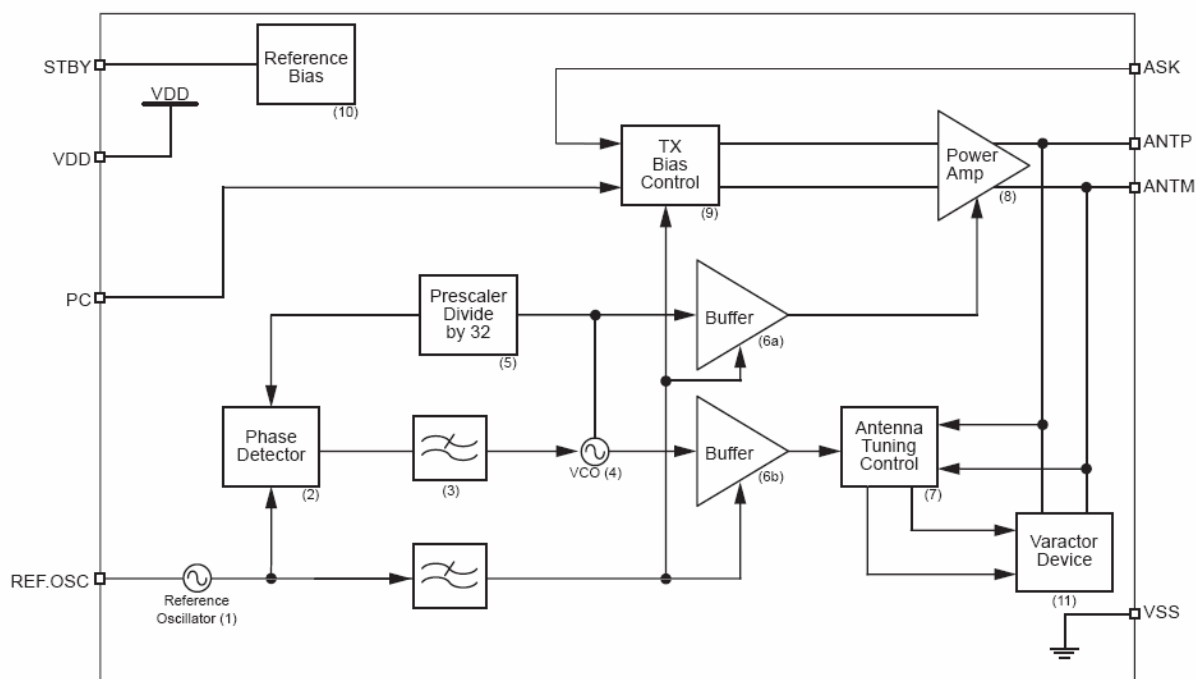 STBY
Reference
Bias
(10)
ASK
VDD
VDD
TX
Bias
Control
(9)
Power
Amp
(8)
ANTP
ANTM
PC
Prescaler
Divide
by 32
(5)
Buffer
(6a)
Phase
Detector
(2)
(3)
VCO (4)
Buffer
(6b)
Antenna
Tuning
Control
(7)
REF.OSC
Reference
Oscillator (1)
Varactor
Device
(11)
VSS